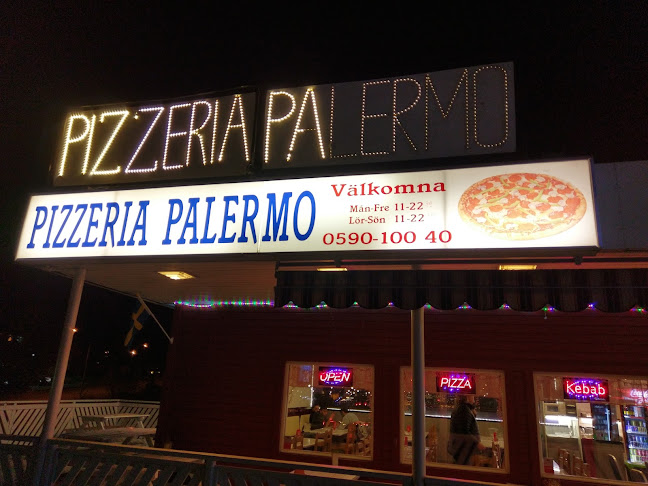 PIZZERIA PALERMO
PIZZERIA PALERMO
Välkomna
Mån-Fre 11-22
Lör-Sön 11-22
0590-100 40
OPEN
PIZZA
Kebab